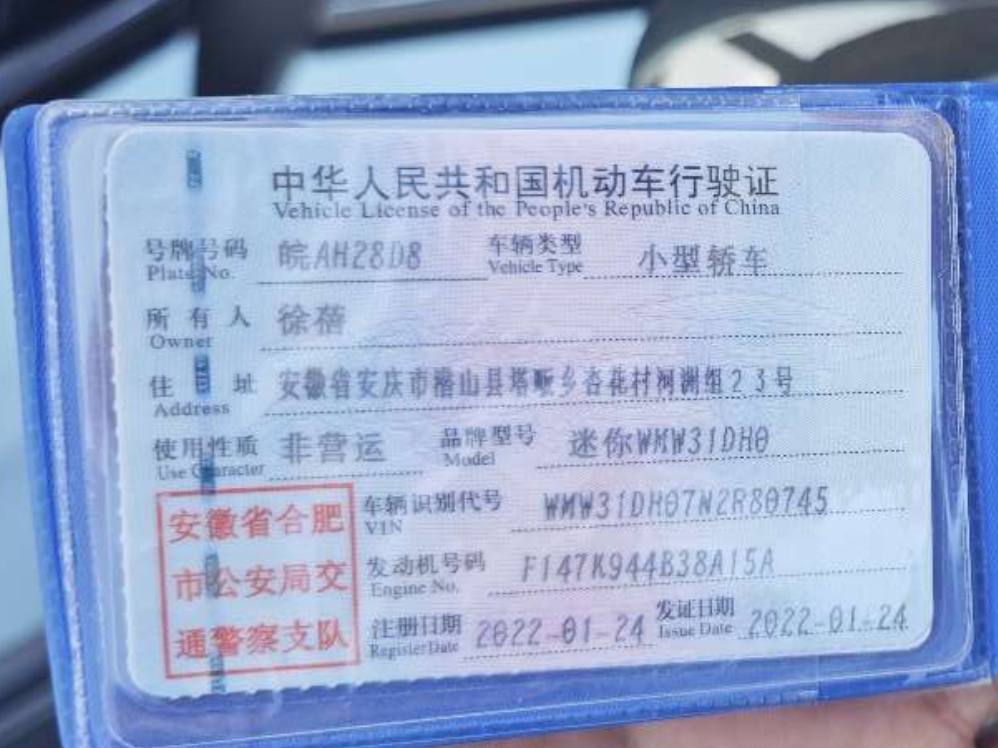 中华人民共和国机动车行驶证
Vehicle License of the People's Republic of China
号牌号码 皖AH28D8 车辆类型 小型轿车
Plate No. Vehicle Type
所有人 徐蓓
Owner
住址 安徽省安庆市潜山县塔畈乡杏花村河洲组23号
Address
使用性质 非营运 品牌型号 迷你WMW31DH0
Use Character Model
车辆识别代号 WMW31DH07N2R80745
VIN
发动机号码 F147K944B38A15A
Engine No.
注册日期 2022-01-24 发证日期 2022-01-24
Register Date Issue Date
安徽省合肥
市公安局交
通警察支队